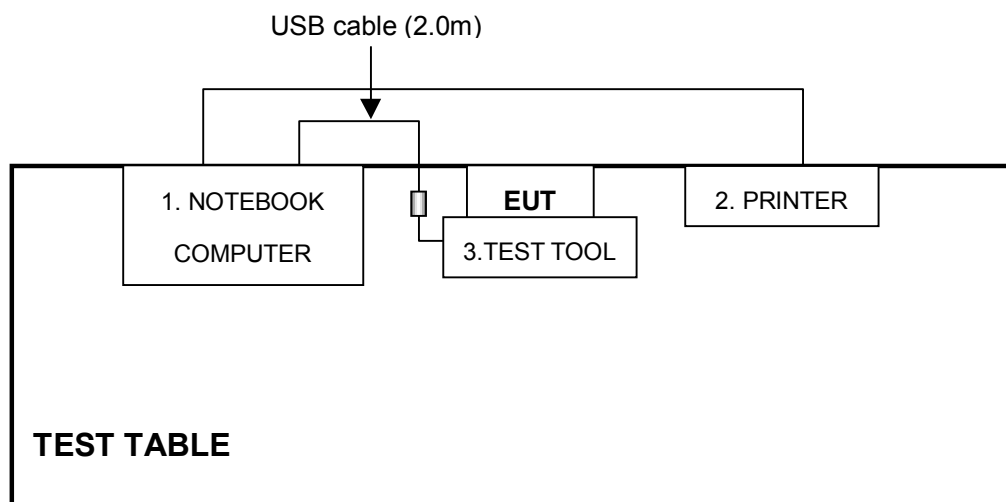 USB cable (2.0m)
1. NOTEBOOK
COMPUTER
EUT
3.TEST TOOL
2. PRINTER
TEST TABLE